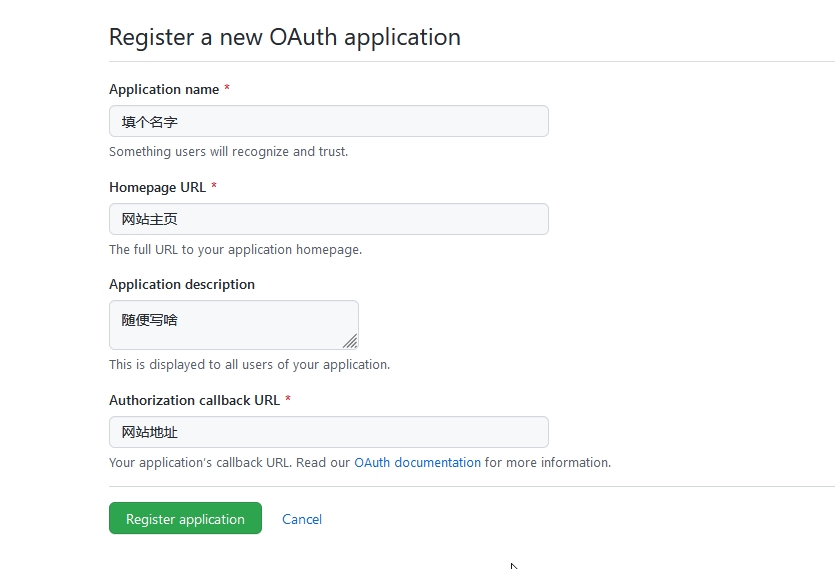 Register a new OAuth application
Application name *
填个名字
Something users will recognize and trust.
Homepage URL *
网站主页
The full URL to your application homepage.
Application description
随便写啥
This is displayed to all users of your application.
Authorization callback URL *
网站地址
Your application's callback URL. Read our OAuth documentation for more information.
Register application Cancel